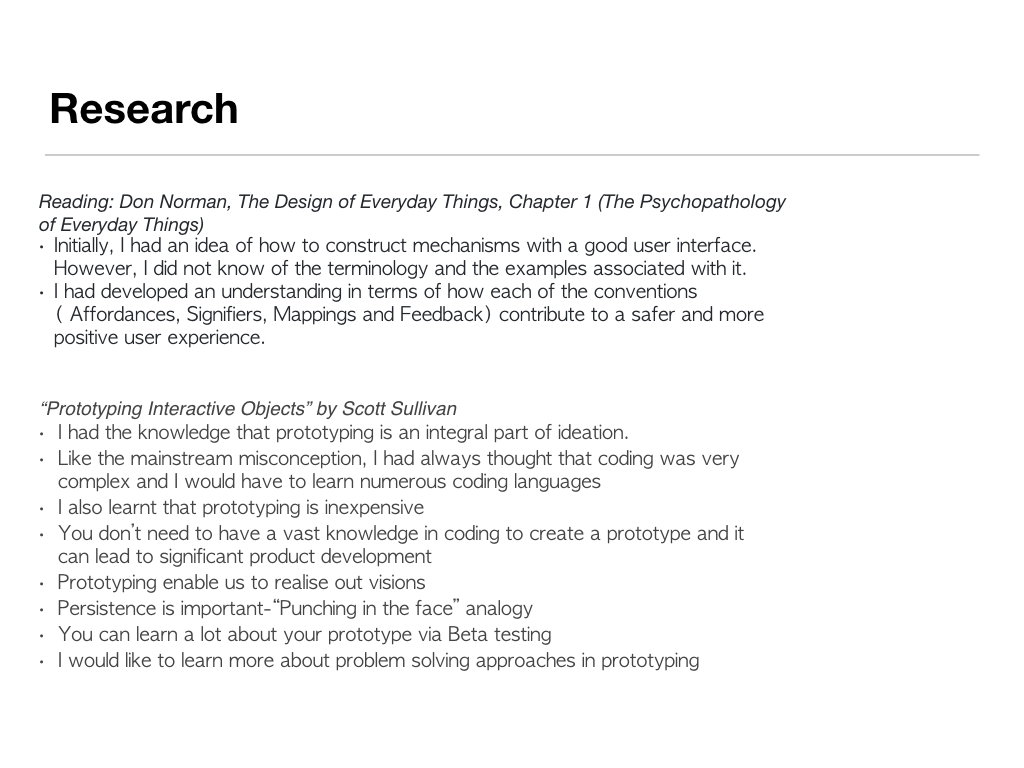 Research
Reading: Don Norman, The Design of Everyday Things, Chapter 1 (The Psychopathology
of Everyday Things)
• Initially, I had an idea of how to construct mechanisms with a good user interface.
However, I did not know of the terminology and the examples associated with it.
• I had developed an understanding in terms of how each of the conventions
( Affordances, Signifiers, Mappings and Feedback) contribute to a safer and more
positive user experience.
“Prototyping Interactive Objects” by Scott Sullivan
• I had the knowledge that prototyping is an integral part of ideation.
• Like the mainstream misconception, I had always thought that coding was very
complex and I would have to learn numerous coding languages
• I also learnt that prototyping is inexpensive
• You don’t need to have a vast knowledge in coding to create a prototype and it
can lead to significant product development
• Prototyping enable us to realise out visions
• Persistence is important-“Punching in the face” analogy
• You can learn a lot about your prototype via Beta testing
• I would like to learn more about problem solving approaches in prototyping